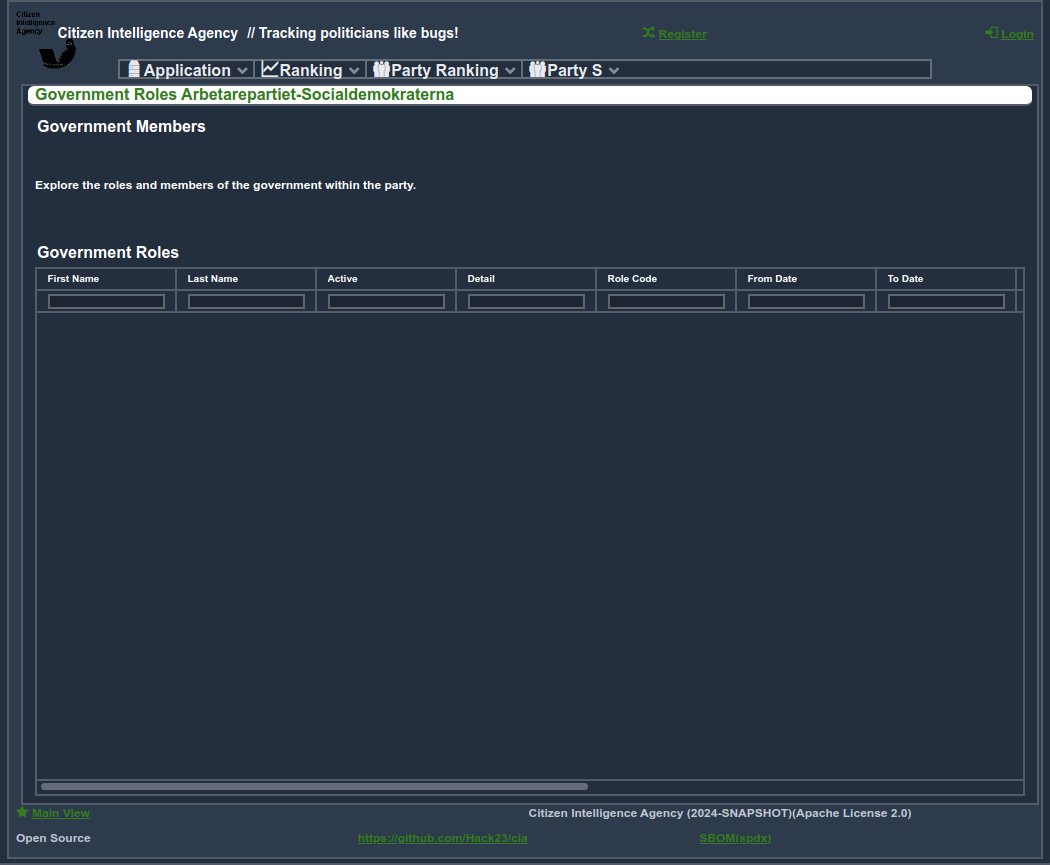 Citizen
Intelligence
Agency
Citizen Intelligence Agency // Tracking politicians like bugs!
Register
Login
Application
Ranking
Party Ranking
Party S
Government Roles Arbetarepartiet-Socialdemokraterna
Government Members
Explore the roles and members of the government within the party.
Government Roles
First Name Last Name Active Detail Role Code From Date To Date
Main View
Citizen Intelligence Agency (2024-SNAPSHOT)(Apache License 2.0)
Open Source
https://github.com/Hack23/cia
SBOM(spdx)